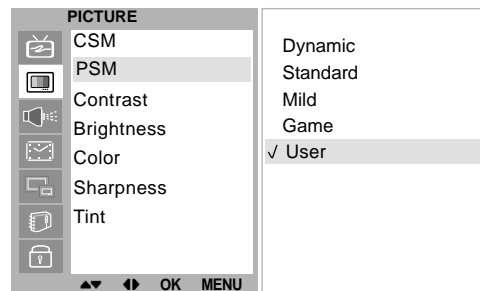 PICTURE
CSM
PSM
Contrast
Brightness
Color
Sharpness
Tint
Dynamic
Standard
Mild
Game
√ User
▲▼ ◀▶ OK MENU